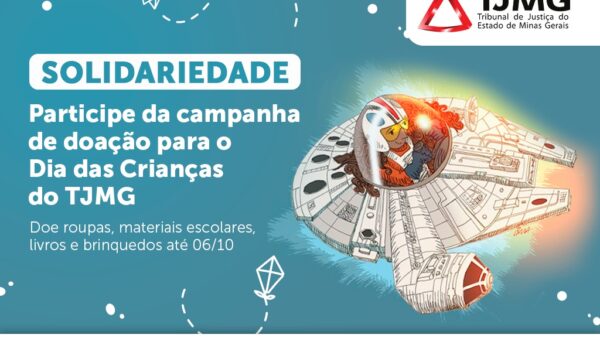 TJMG
Tribunal de Justiça do
Estado de Minas Gerais
SOLIDARIEDADE
Participe da campanha
de doação para o
Dia das Crianças
do TJMG
Doe roupas, materiais escolares,
livros e brinquedos até 06/10